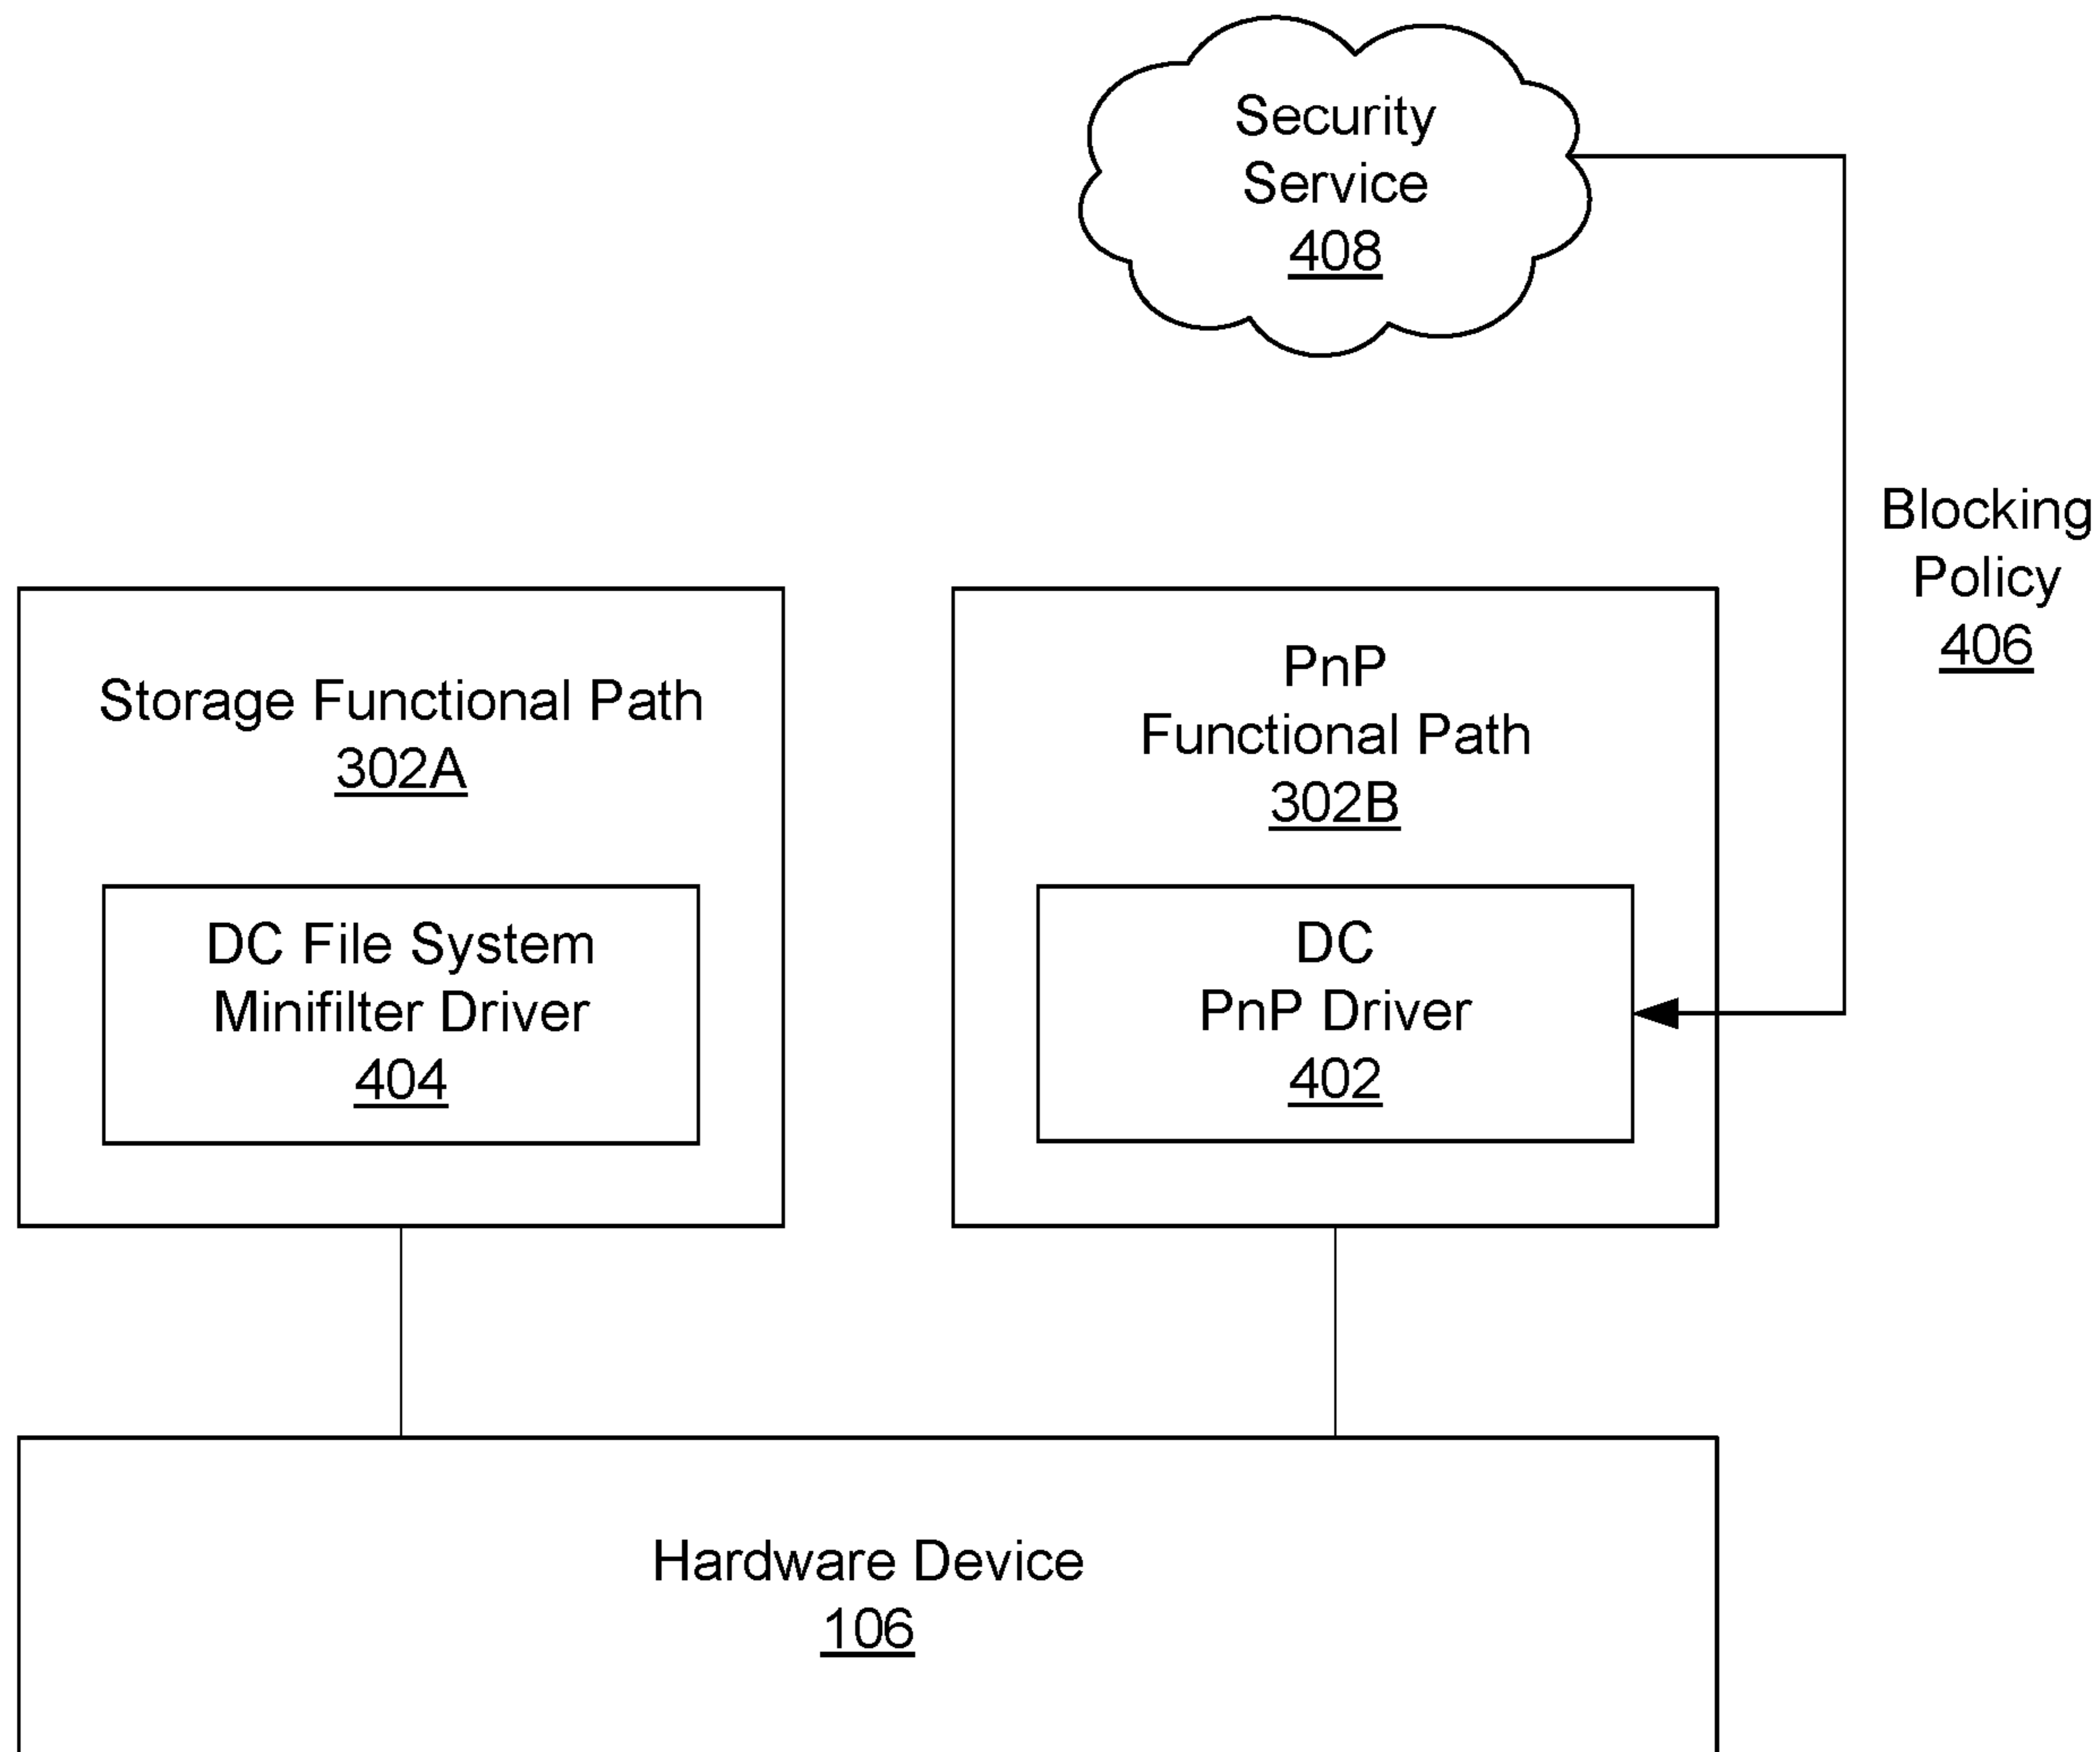 Security
Service
408
Blocking
Policy
406
Storage Functional Path
302A
PnP
Functional Path
302B
DC File System
Minifilter Driver
404
DC
PnP Driver
402
Hardware Device
106